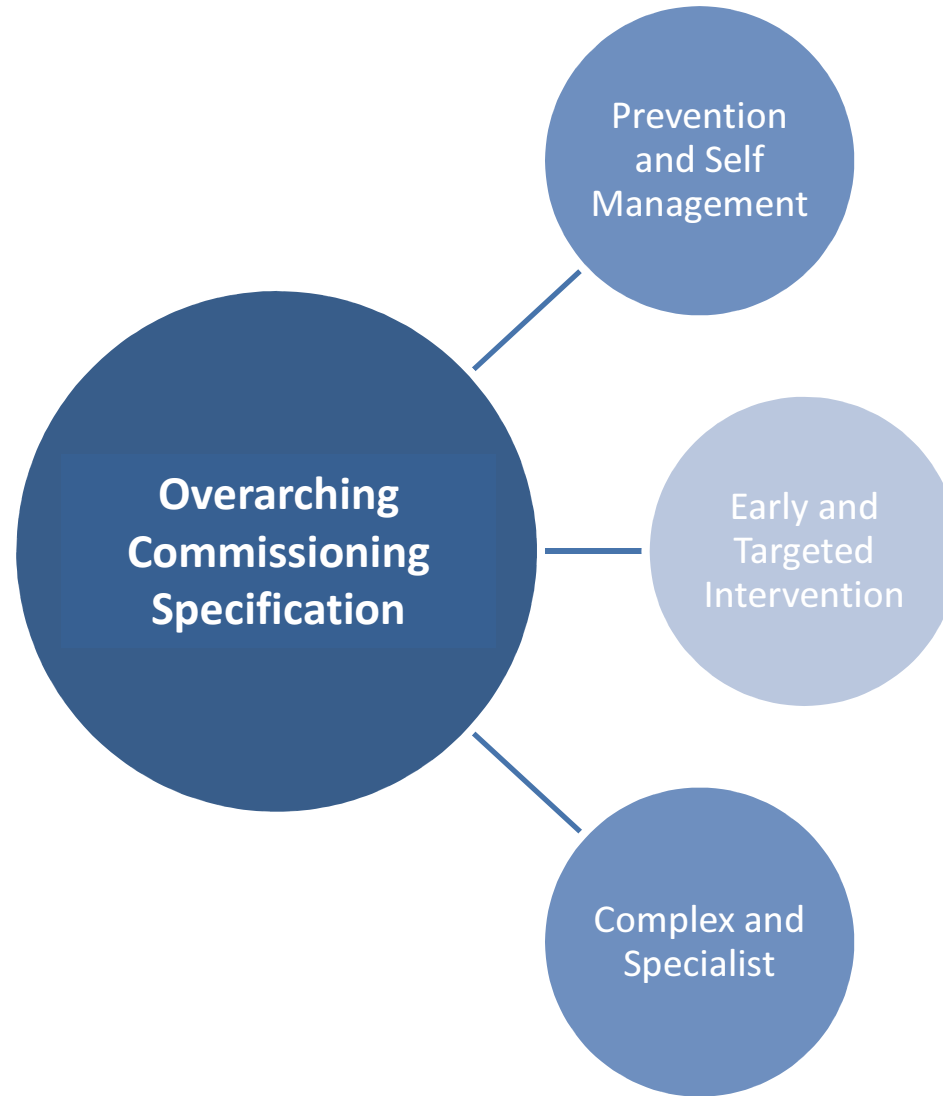 Prevention
and Self
Management
Overarching
Commissioning
Specification
Early and
Targeted
Intervention
Complex and
Specialist